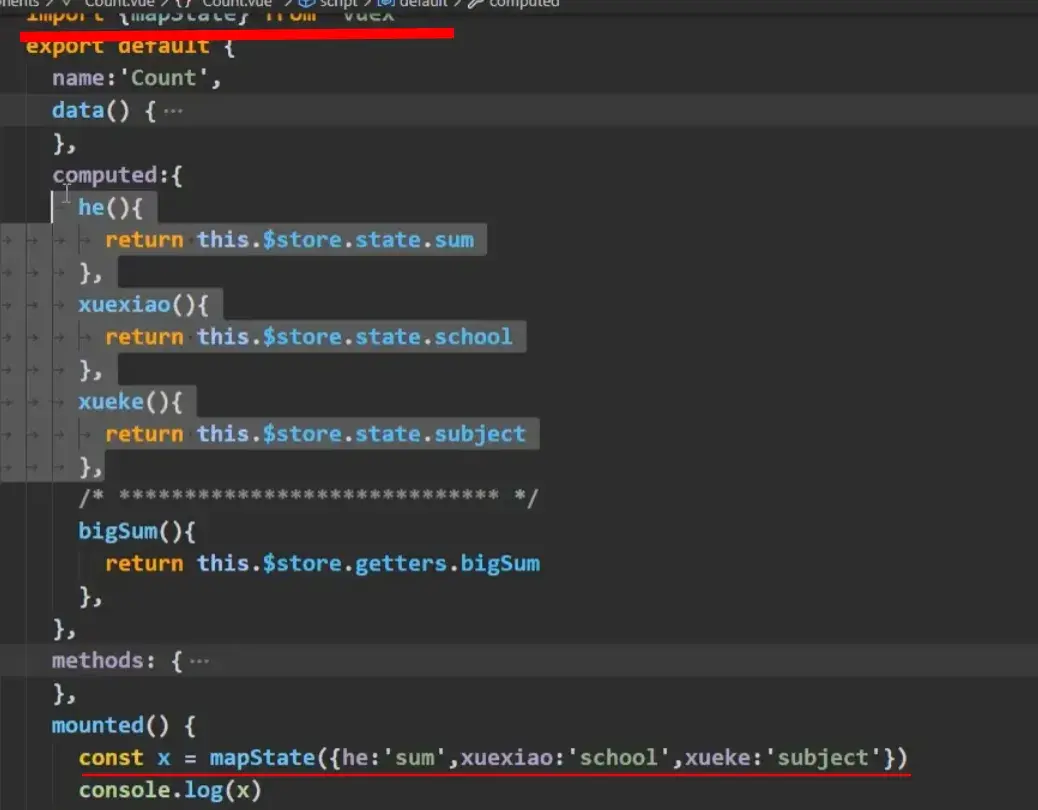 nents > Count.vue > {} "Count.vue" > script > default > computed
import {mapState} from 'vuex'
export default {
name:'Count',
data() { ···
},
computed:{
he(){
return this.$store.state.sum
},
xuexiao(){
return this.$store.state.school
},
xueke(){
return this.$store.state.subject
},
/* ***************************** */
bigSum(){
return this.$store.getters.bigSum
},
},
methods: { ···
},
mounted() {
const x = mapState({he:'sum',xuexiao:'school',xueke:'subject'})
console.log(x)